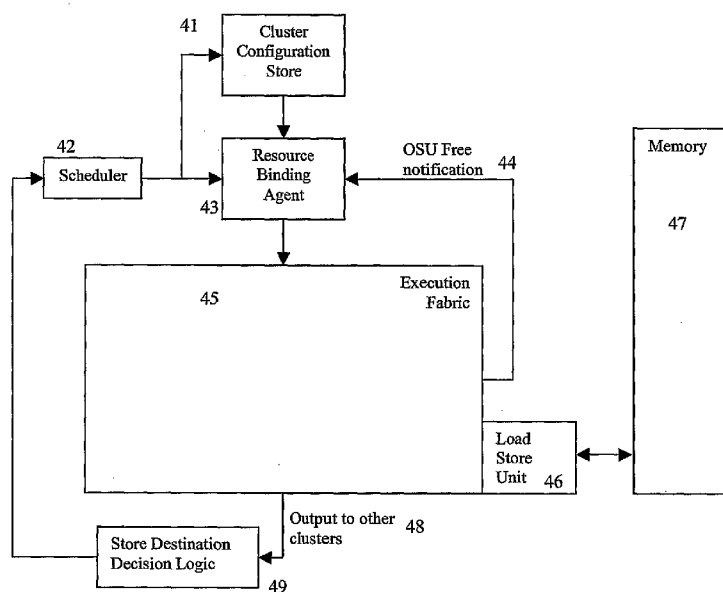 41
Cluster
Configuration
Store
42
Scheduler
Resource
Binding
Agent
43
OSU Free
notification
44
Memory
47
45
Execution
Fabric
Load
Store
Unit
46
Output to other
clusters
48
Store Destination
Decision Logic
49